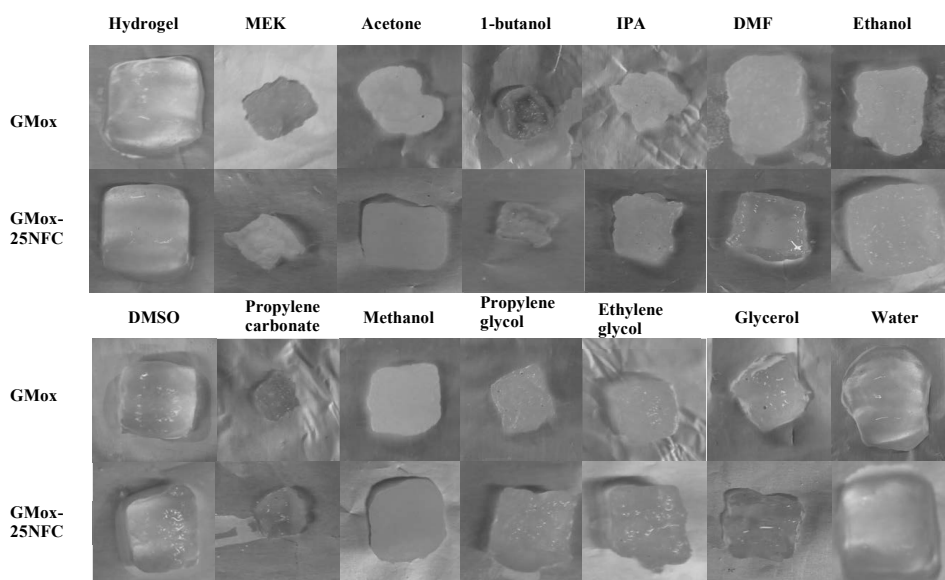 Hydrogel MEK Acetone 1-butanol IPA DMF Ethanol
GMox
GMox-
25NFC
DMSO Propylene carbonate Methanol Propylene glycol Ethylene glycol Glycerol Water
GMox
GMox-
25NFC